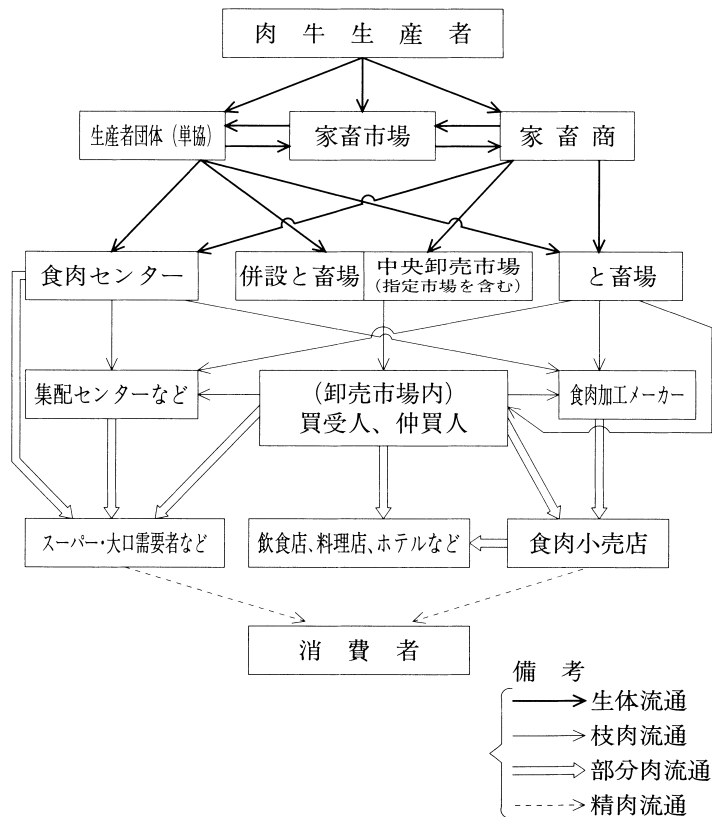 肉牛生産者
生産者団体（単協）
家畜市場
家畜商
食肉センター
併設と畜場
中央卸売市場
（指定市場を含む）
と畜場
集配センターなど
（卸売市場内）
買受人、仲買人
食肉加工メーカー
スーパー・大口需要者など
飲食店、料理店、ホテルなど
食肉小売店
消費者
備考
生体流通
枝肉流通
部分肉流通
精肉流通